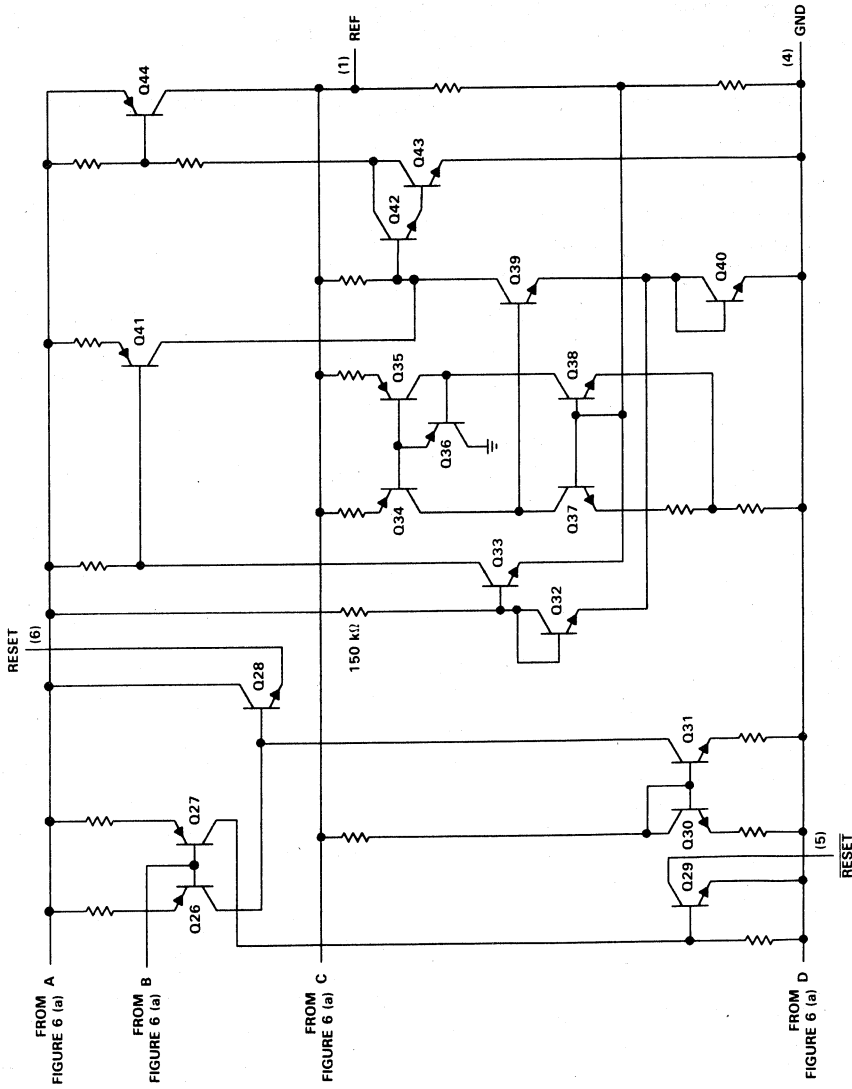 FROM
FIGURE 6 (a) A
FROM
FIGURE 6 (a) B
FROM
FIGURE 6 (a) C
FROM
FIGURE 6 (a) D
RESET
(6)
Q26
Q27
Q28
Q29
Q30
Q31
(5)
RESET
150 kΩ
Q32
Q33
Q34
Q35
Q36
Q37
Q38
Q39
Q40
Q41
Q42
Q43
Q44
(1)
REF
(4)
GND